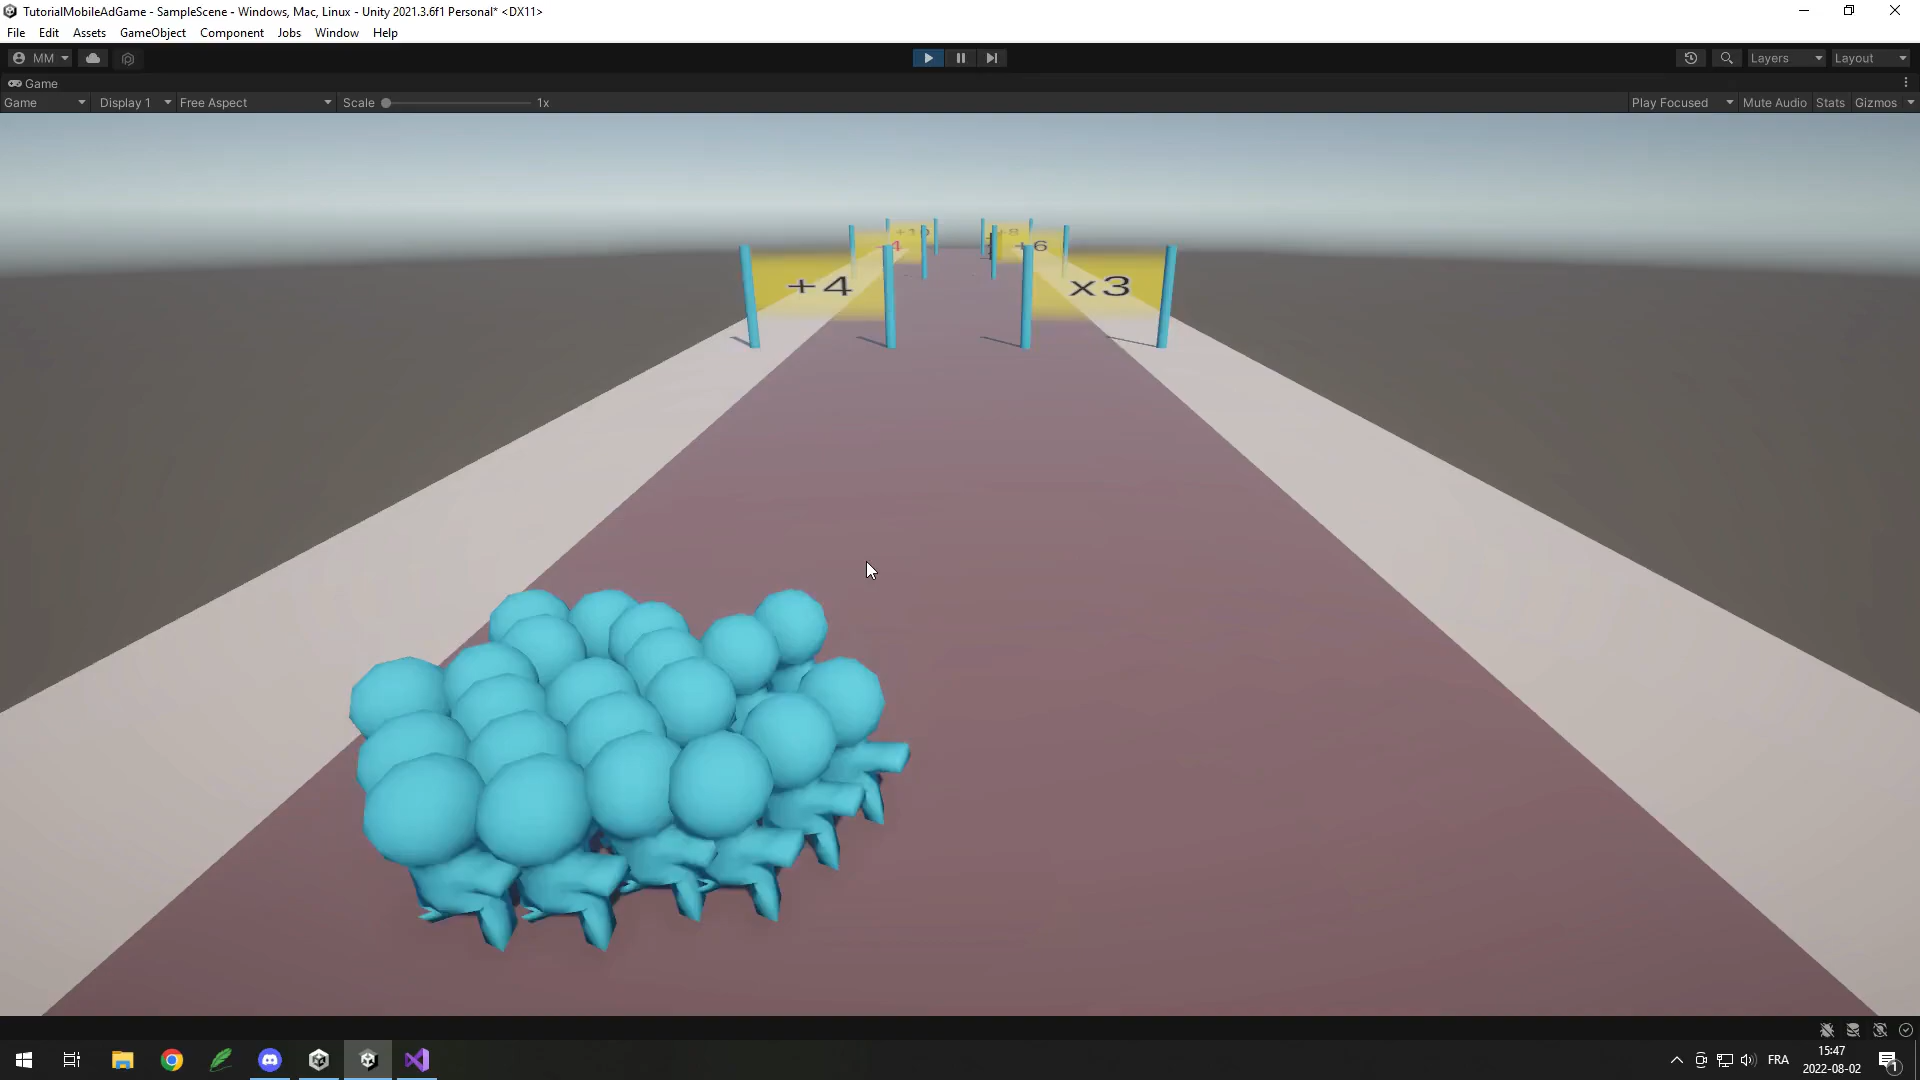 TutorialMobileAdGame - SampleScene - Windows, Mac, Linux - Unity 2021.3.6f1 Personal* <DX11>
File Edit Assets GameObject Component Jobs Window Help
MM Layers Layout
Game
Game Display 1 Free Aspect Scale 1x Play Focused Mute Audio Stats Gizmos
+6
+4 x3
FRA 15:47
2022-08-02
1